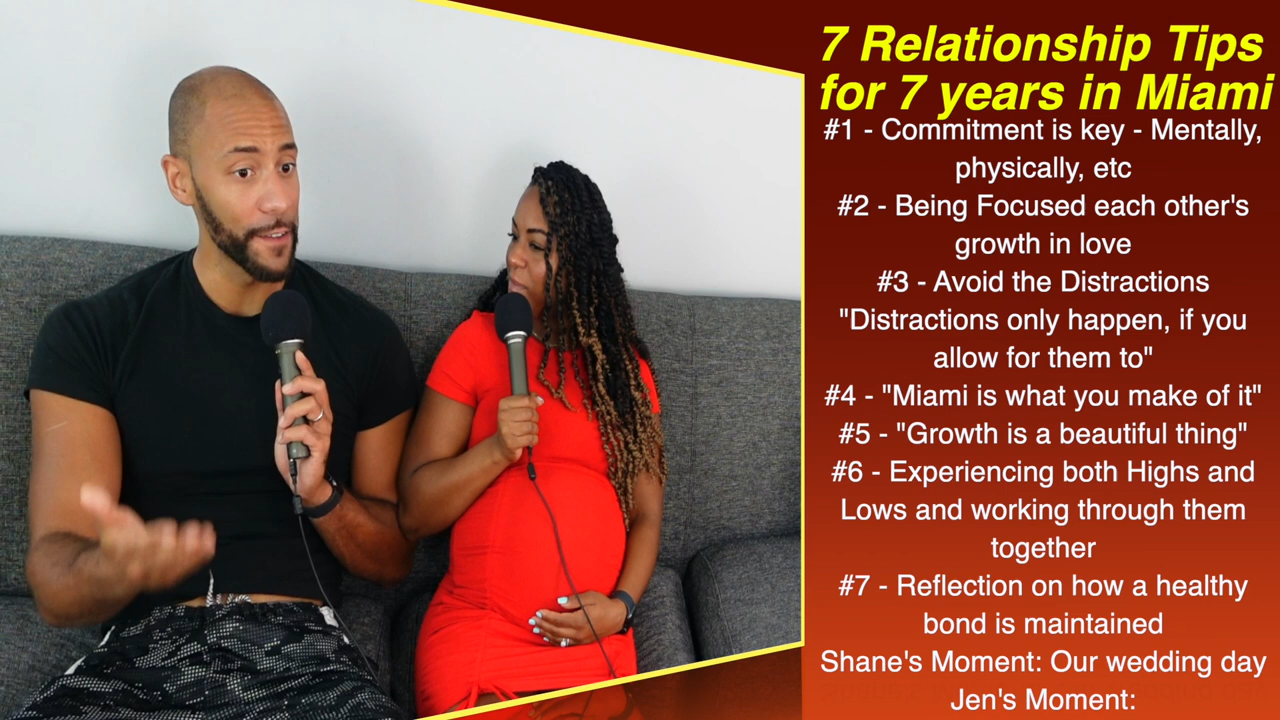 7 Relationship Tips
for 7 years in Miami
#1 - Commitment is key - Mentally,
physically, etc
#2 - Being Focused each other's
growth in love
#3 - Avoid the Distractions
"Distractions only happen, if you
allow for them to"
#4 - "Miami is what you make of it"
#5 - "Growth is a beautiful thing"
#6 - Experiencing both Highs and
Lows and working through them
together
#7 - Reflection on how a healthy
bond is maintained
Shane's Moment: Our wedding day
Jen's Moment: